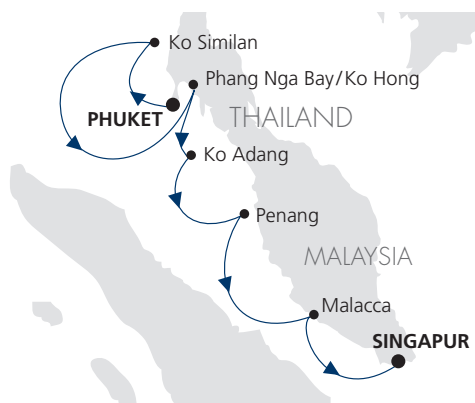 Ko Similan
Phang Nga Bay/Ko Hong
PHUKET
THAILAND
Ko Adang
Penang
MALAYSIA
Malacca
SINGAPUR